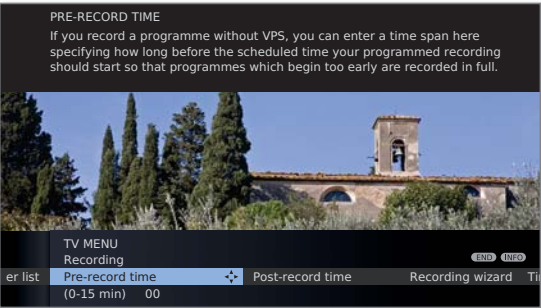 PRE-RECORD TIME
If you record a programme without VPS, you can enter a time span here
specifying how long before the scheduled time your programmed recording
should start so that programmes which begin too early are recorded in full.
TV MENU
Recording
END INFO
er list Pre-record time Post-record time Recording wizard Ti
(0-15 min) 00